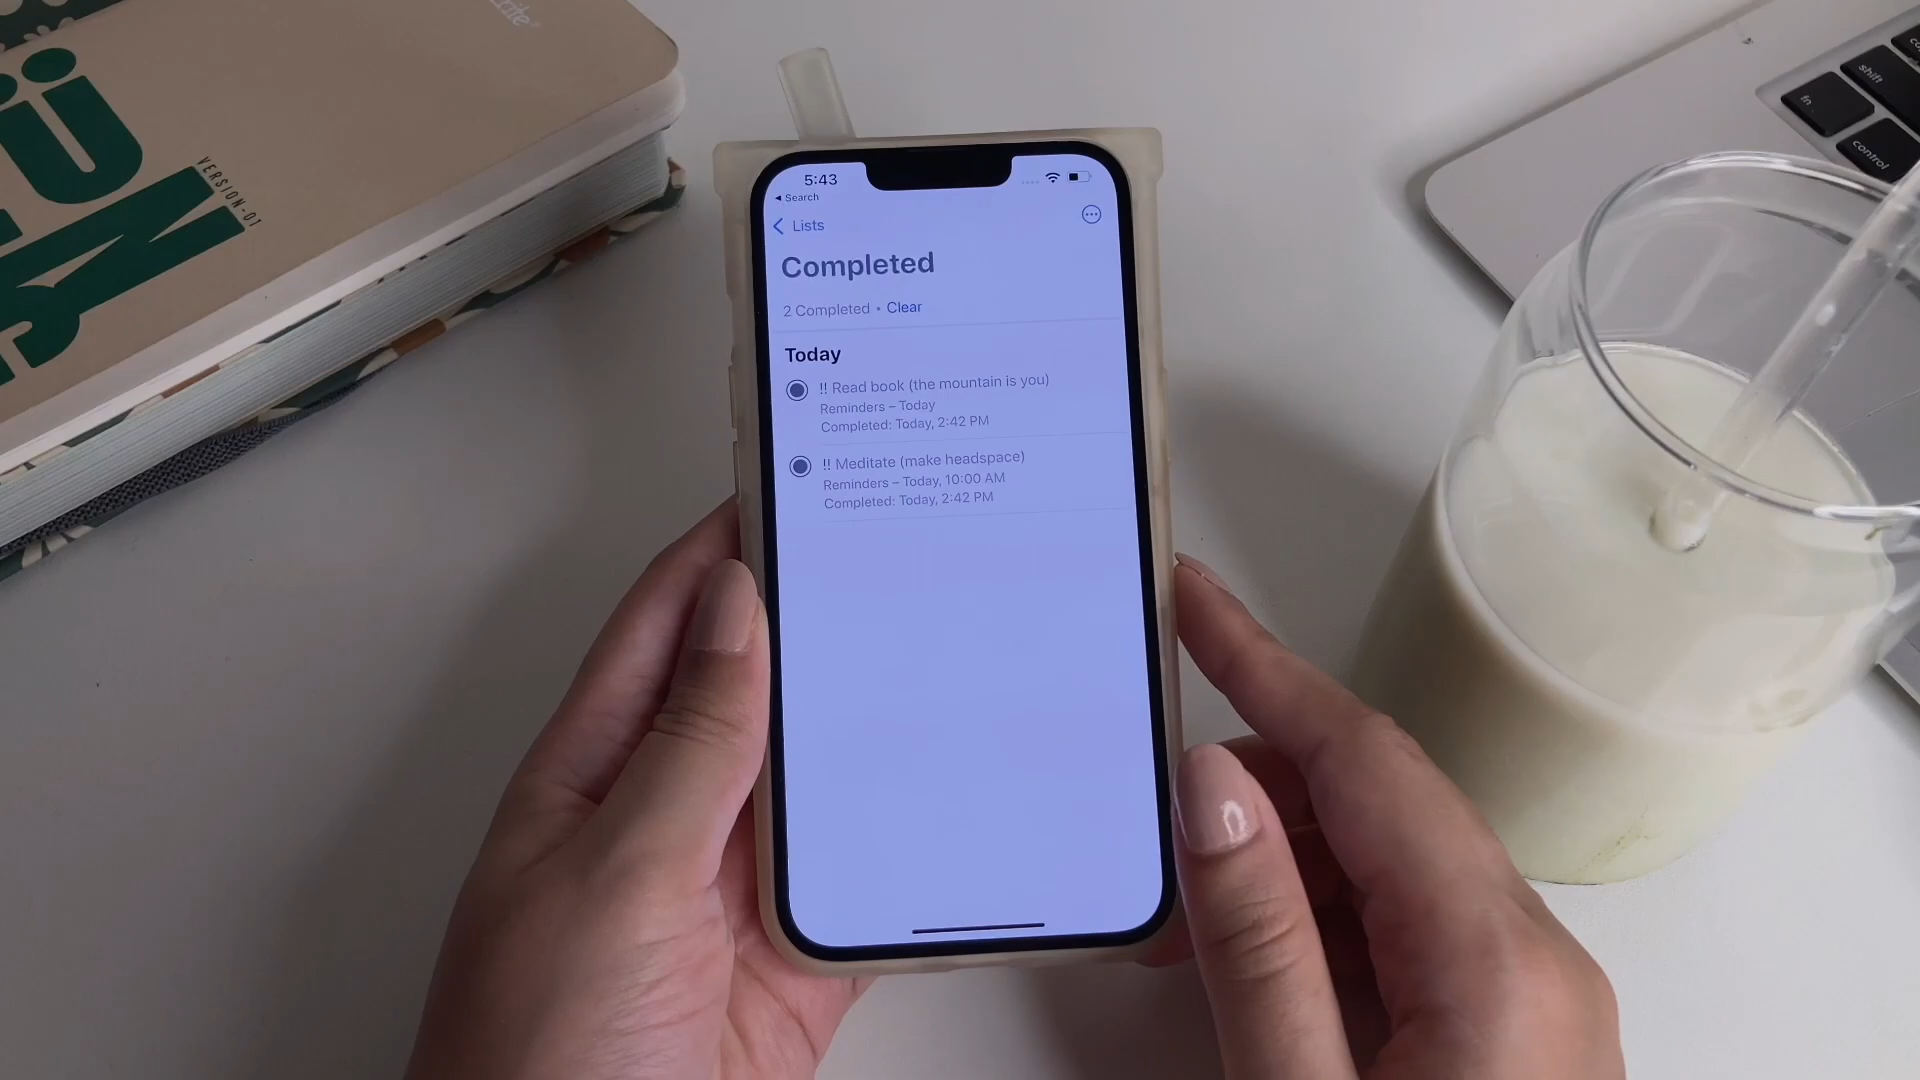 VERSION-01
5:43
Search
Lists
Completed
2 Completed • Clear
Today
!! Read book (the mountain is you)
Reminders – Today
Completed: Today, 2:42 PM
!! Meditate (make headspace)
Reminders – Today, 10:00 AM
Completed: Today, 2:42 PM
shift
fn
control